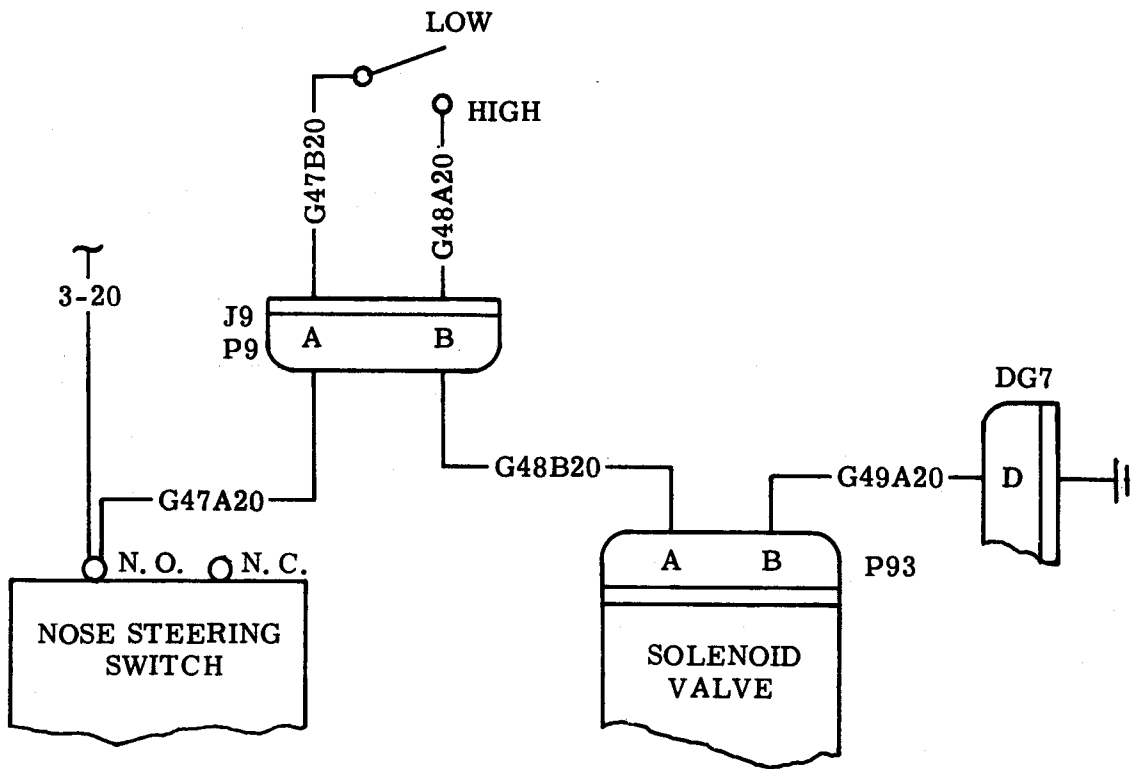 LOW
HIGH
G47B20
G48A20
3-20
J9
P9
A
B
DG7
G48B20
G49A20
D
G47A20
N. O.
N. C.
A
B
P93
NOSE STEERING
SWITCH
SOLENOID
VALVE